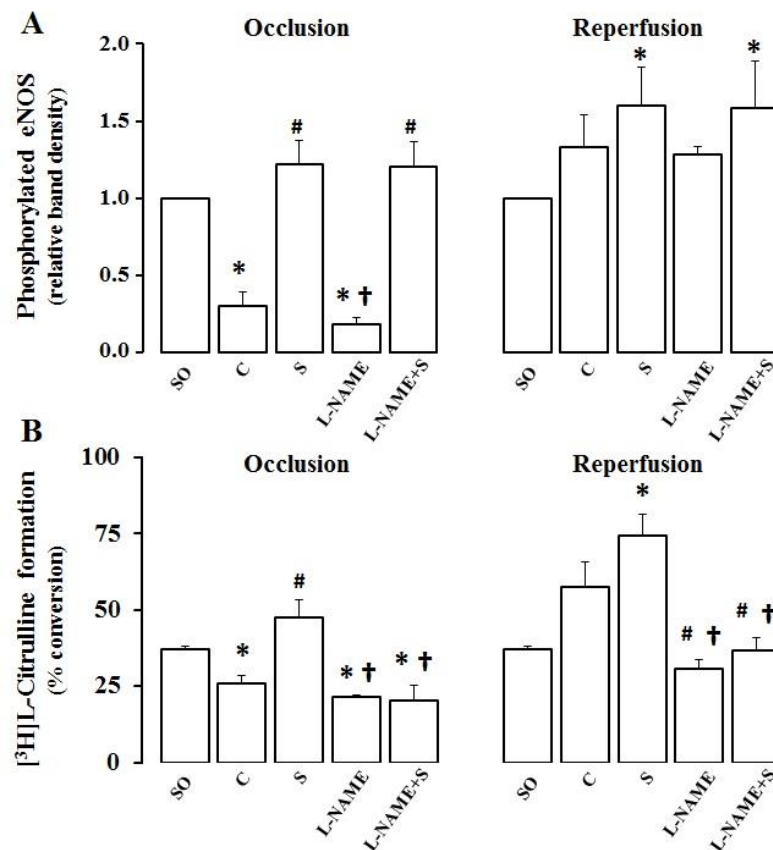 A
Occlusion
Reperfusion
Phosphorylated eNOS
(relative band density)
2.0
1.5
1.0
0.5
0.0
*
#
* †
#
*
*
SO
C
S
L-NAME
L-NAME+S
SO
C
S
L-NAME
L-NAME+S
B
Occlusion
Reperfusion
[³H]L-Citrulline formation
(% conversion)
100
75
50
25
0
*
#
* †
* †
*
# †
# †
SO
C
S
L-NAME
L-NAME+S
SO
C
S
L-NAME
L-NAME+S